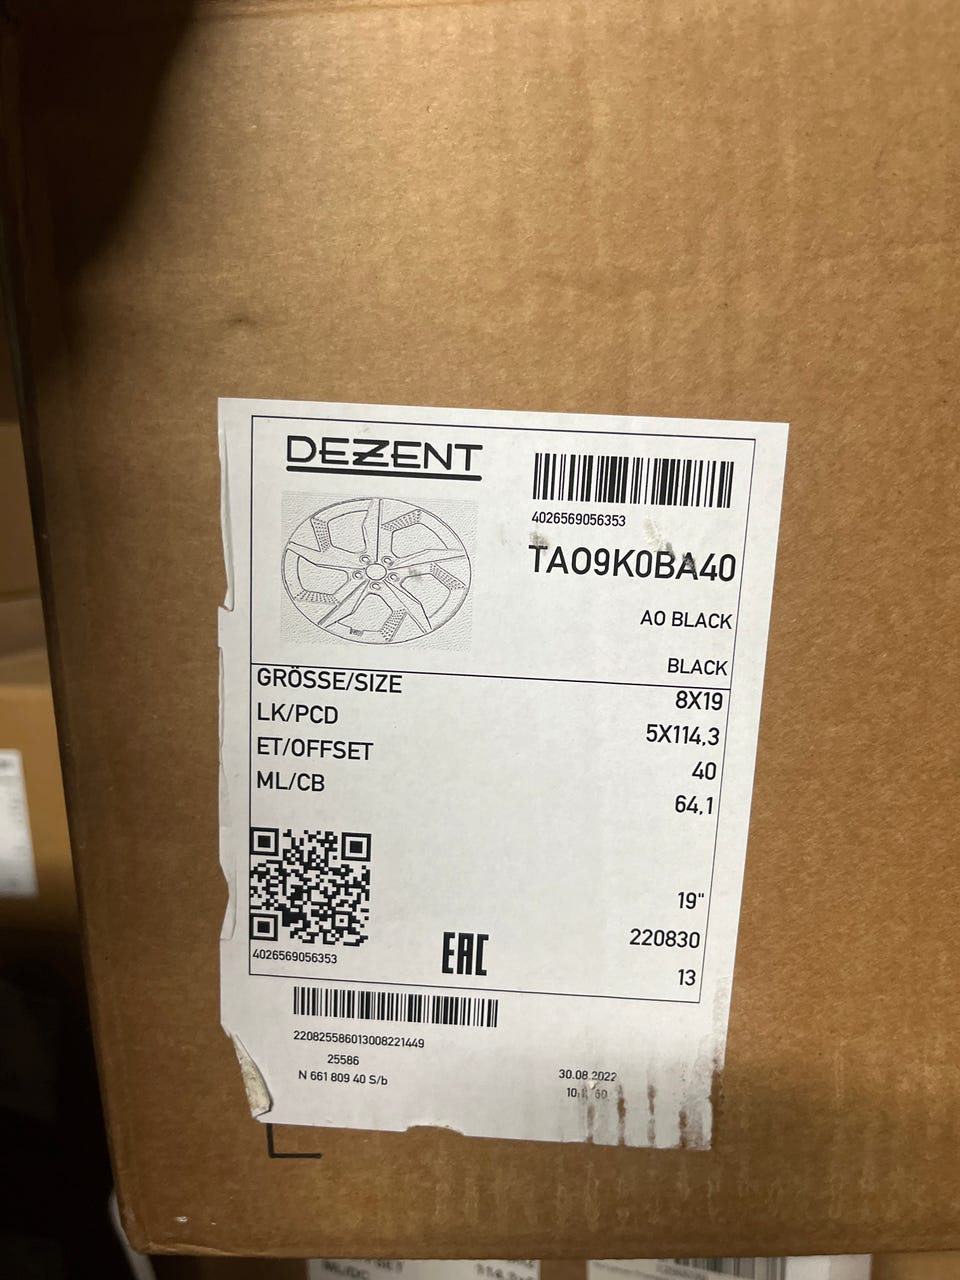 DEZENT
4026569056353
TAO9K0BA40
AO BLACK
BLACK
GRÖSSE/SIZE 8X19
LK/PCD 5X114,3
ET/OFFSET 40
ML/CB 64,1
19"
220830
13
4026569056353
EAC
220825586013008221449
25586
N 661 809 40 S/b
30.08.2022